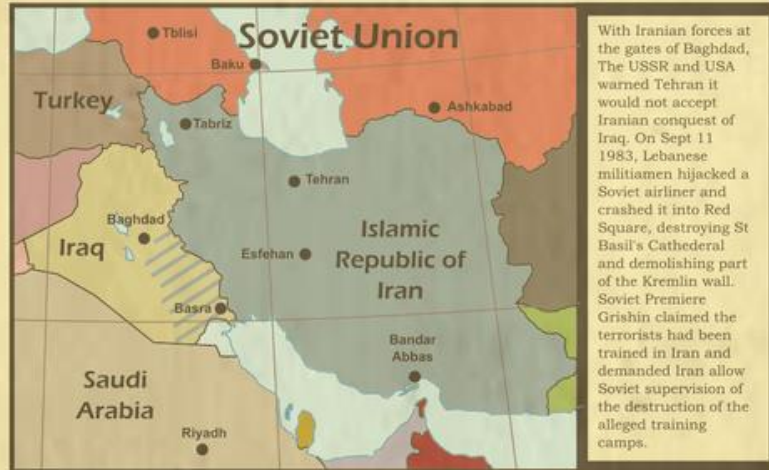 Soviet Union
Tblisi
Baku
Turkey
Ashkabad
Tabriz
Tehran
Baghdad
Iraq
Esfehan
Islamic
Republic of
Iran
Basra
Bandar
Abbas
Saudi
Arabia
Riyadh
With Iranian forces at
the gates of Baghdad,
The USSR and USA
warned Tehran it
would not accept
Iranian conquest of
Iraq. On Sept 11
1983, Lebanese
militiamen hijacked a
Soviet airliner and
crashed it into Red
Square, destroying St
Basil's Cathederal
and demolishing part
of the Kremlin wall.
Soviet Premiere
Grishin claimed the
terrorists had been
trained in Iran and
demanded Iran allow
Soviet supervision of
the destruction of the
alleged training
camps.